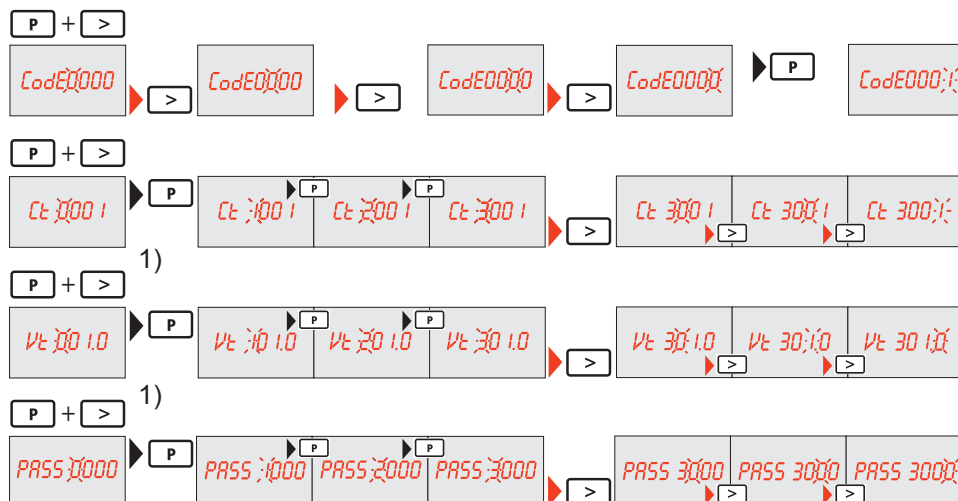 P + >
CodE0000 > CodE0000 > CodE0000 > CodE0000 P CodE0001
P + >
Ct 0001 P Ct 1001 P Ct 2001 P Ct 3001 > Ct 3001 > Ct 3001 > Ct 3001
1)
P + >
Vt 001.0 P Vt 101.0 P Vt 201.0 P Vt 301.0 > Vt 301.0 > Vt 301.0 > Vt 301.0
1)
P + >
PASS 0000 P PASS 1000 P PASS 2000 P PASS 3000 > PASS 3000 > PASS 3000 > PASS 3000